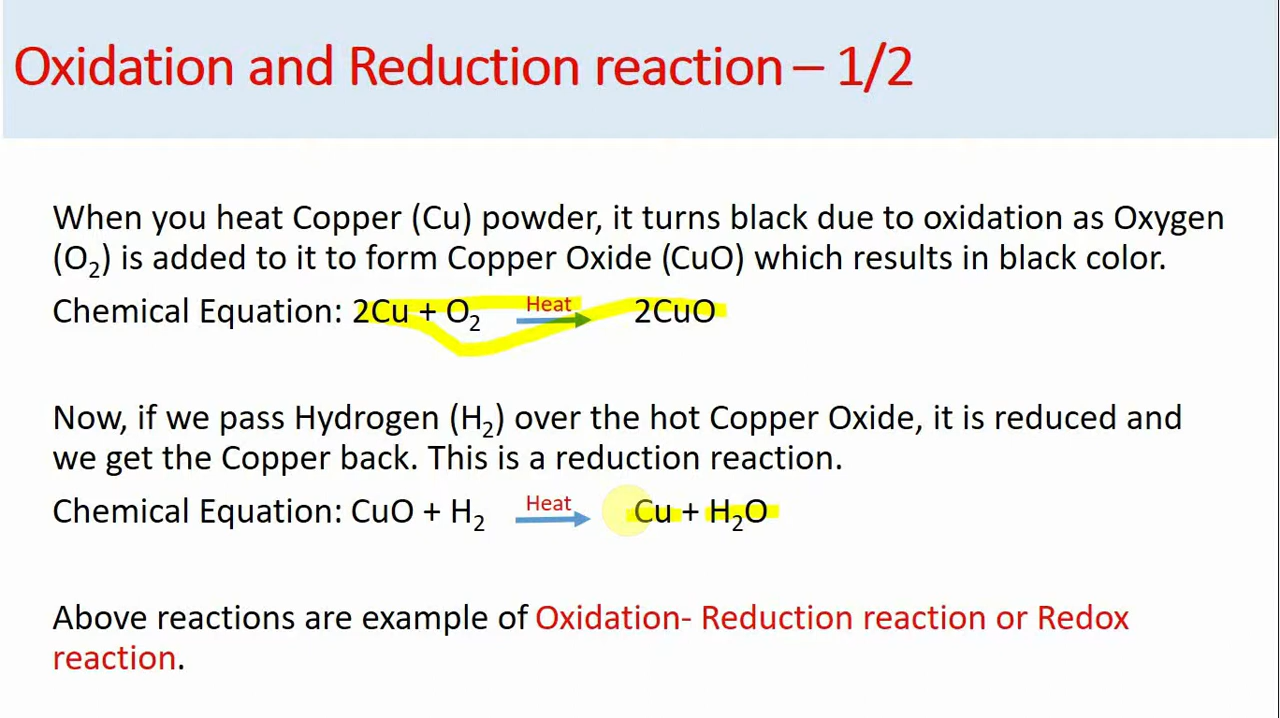 Oxidation and Reduction reaction – 1/2
When you heat Copper (Cu) powder, it turns black due to oxidation as Oxygen
(O₂) is added to it to form Copper Oxide (CuO) which results in black color.
Chemical Equation: 2Cu + O₂ Heat 2CuO
Now, if we pass Hydrogen (H₂) over the hot Copper Oxide, it is reduced and
we get the Copper back. This is a reduction reaction.
Chemical Equation: CuO + H₂ Heat Cu + H₂O
Above reactions are example of Oxidation- Reduction reaction or Redox
reaction.